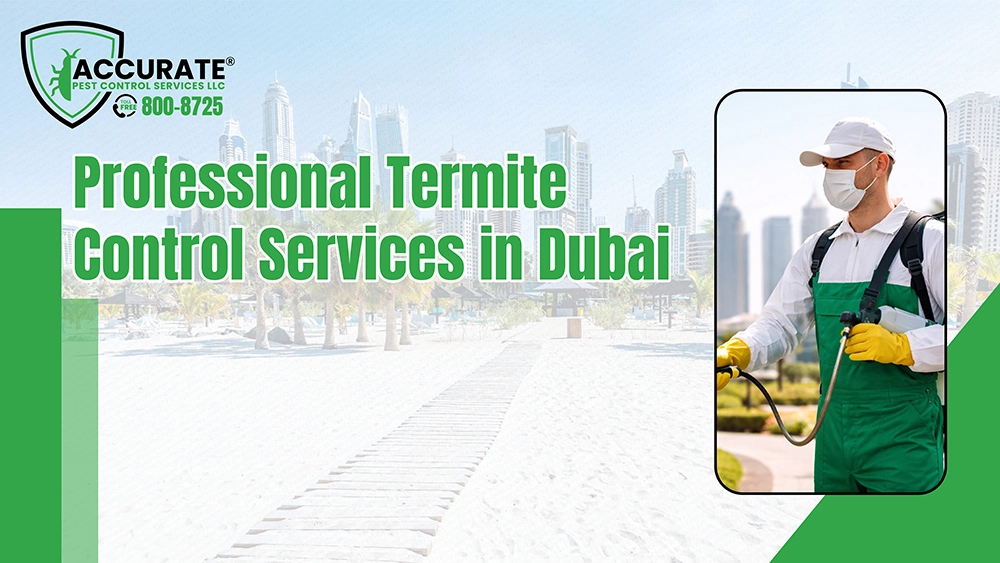 ACCURATE®
PEST CONTROL SERVICES LLC
TOLL FREE 800-8725
Professional Termite
Control Services in Dubai